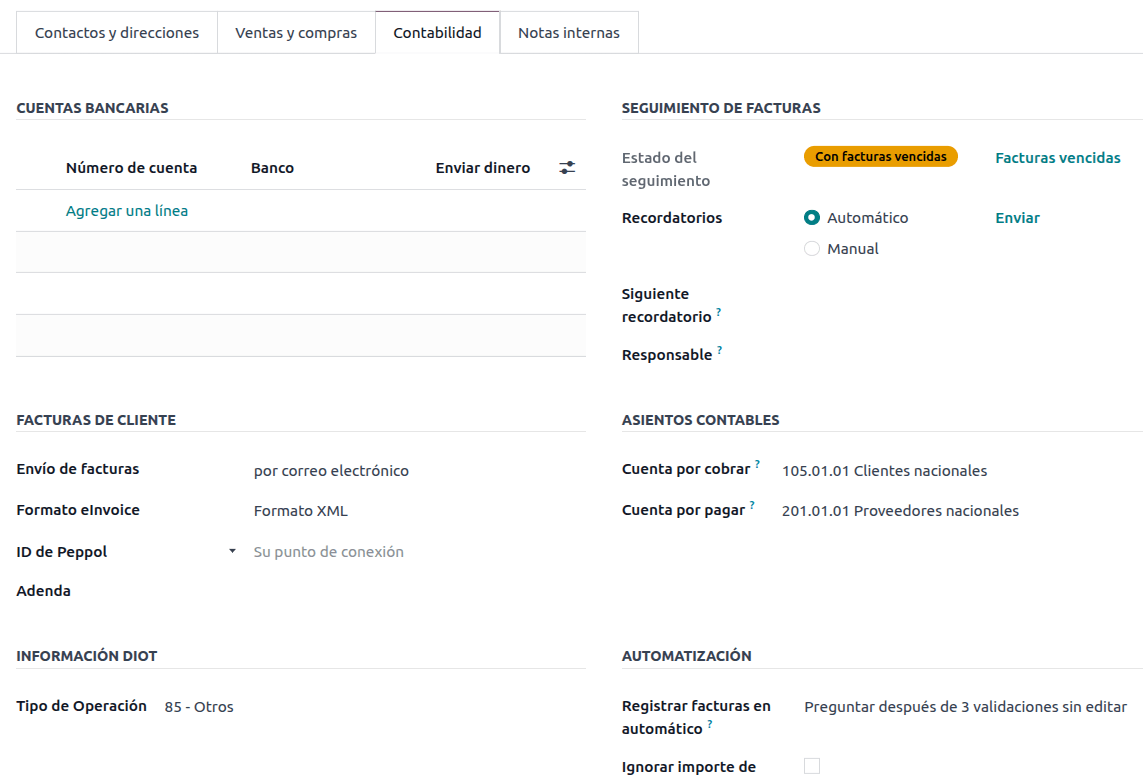 Contactos y direcciones
Ventas y compras
Contabilidad
Notas internas
CUENTAS BANCARIAS
Número de cuenta
Banco
Enviar dinero
Agregar una línea
SEGUIMIENTO DE FACTURAS
Estado del
seguimiento
Con facturas vencidas
Facturas vencidas
Recordatorios
Automático
Enviar
Manual
Siguiente
recordatorio ?
Responsable ?
FACTURAS DE CLIENTE
Envío de facturas
por correo electrónico
Formato eInvoice
Formato XML
ID de Peppol
Su punto de conexión
Adenda
ASIENTOS CONTABLES
Cuenta por cobrar ?
105.01.01 Clientes nacionales
Cuenta por pagar ?
201.01.01 Proveedores nacionales
INFORMACIÓN DIOT
Tipo de Operación
85 - Otros
AUTOMATIZACIÓN
Registrar facturas en
automático ?
Preguntar después de 3 validaciones sin editar
Ignorar importe de